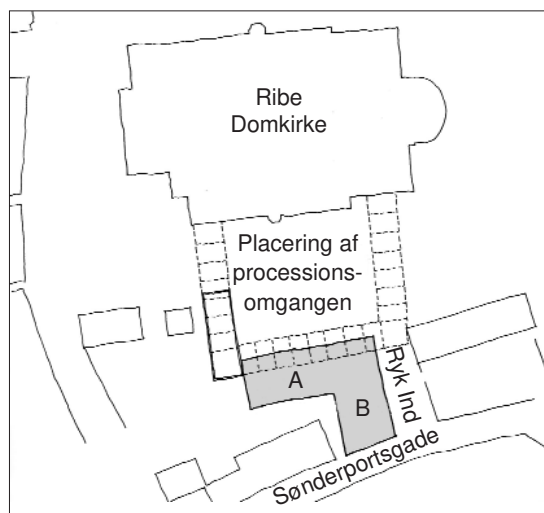 Ribe
Domkirke
Placering af
processions-
omgangen
A
B
Ryk Ind
Sønderportsgade